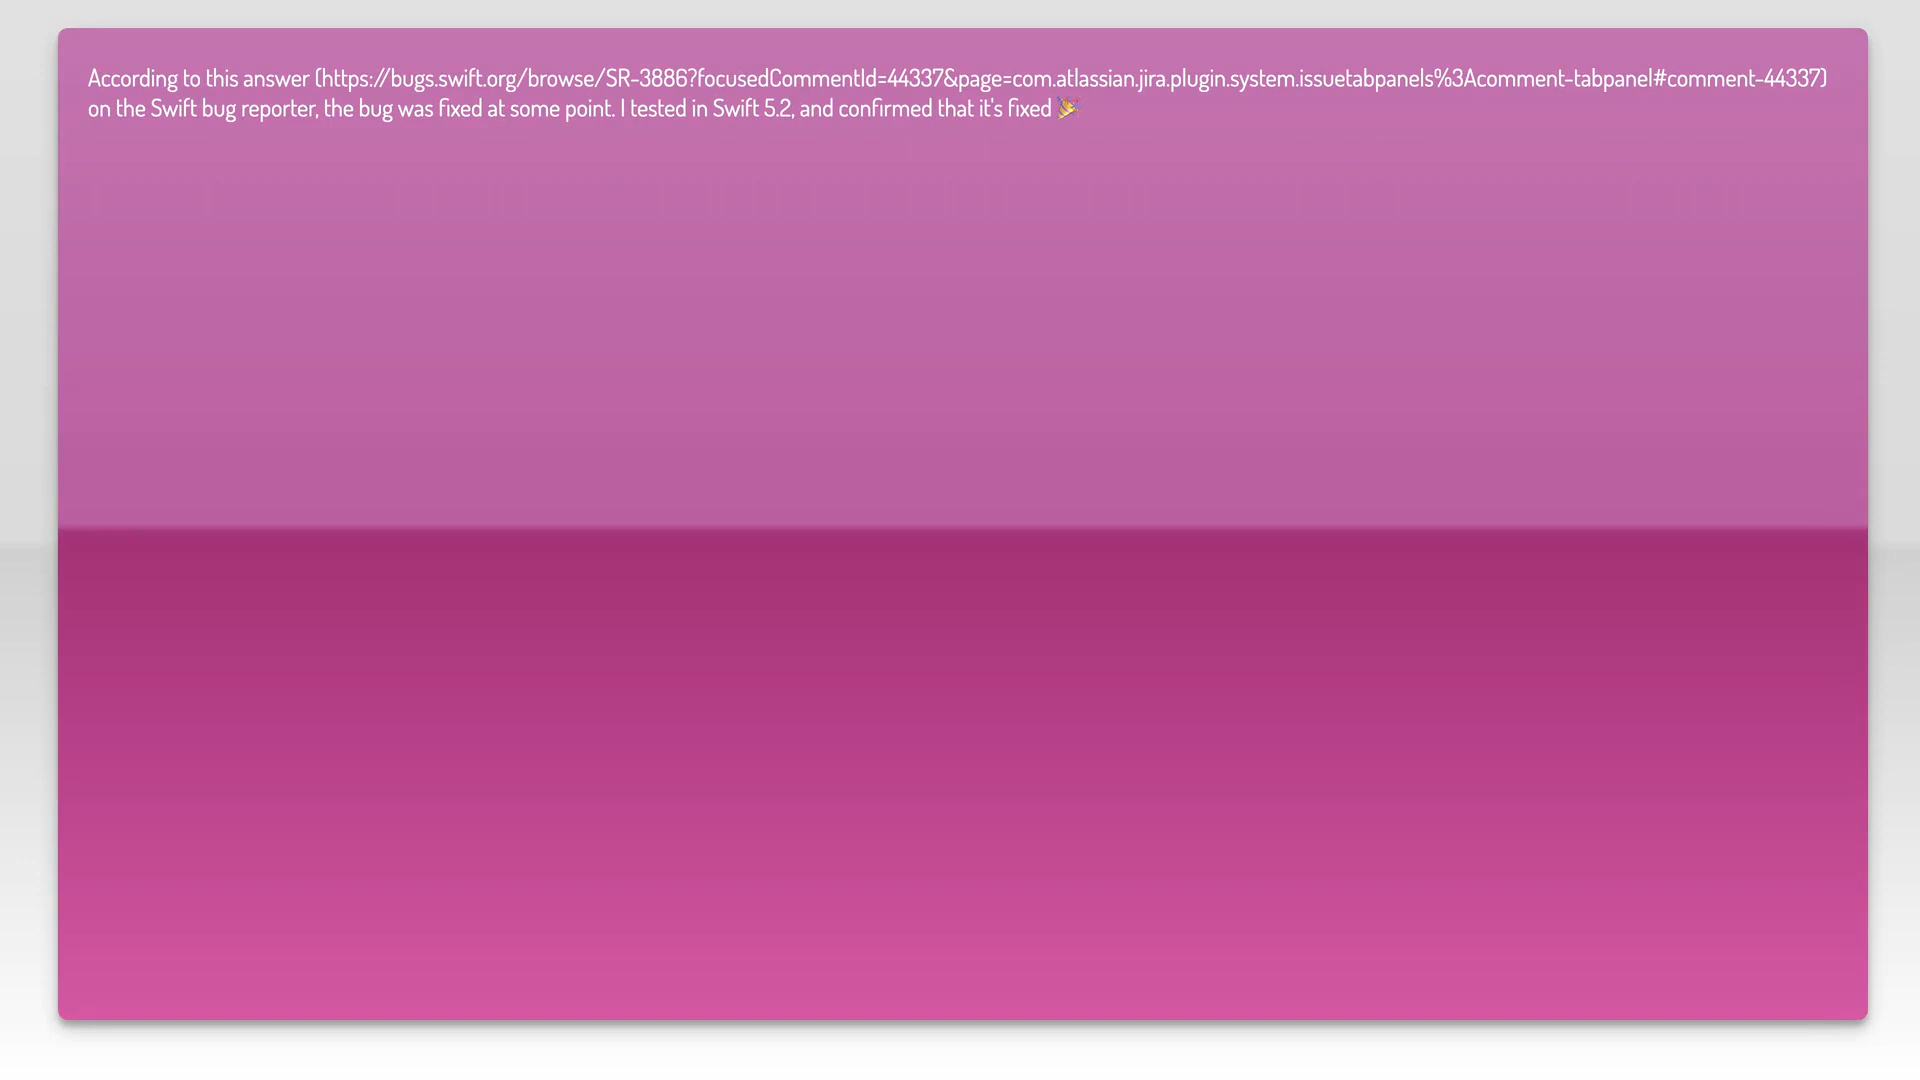 According to this answer (https://bugs.swift.org/browse/SR-3886?focusedCommentId=44337&page=com.atlassian.jira.plugin.system.issuetabpanels%3Acomment-tabpanel#comment-44337)
on the Swift bug reporter, the bug was fixed at some point. I tested in Swift 5.2, and confirmed that it's fixed 🎉